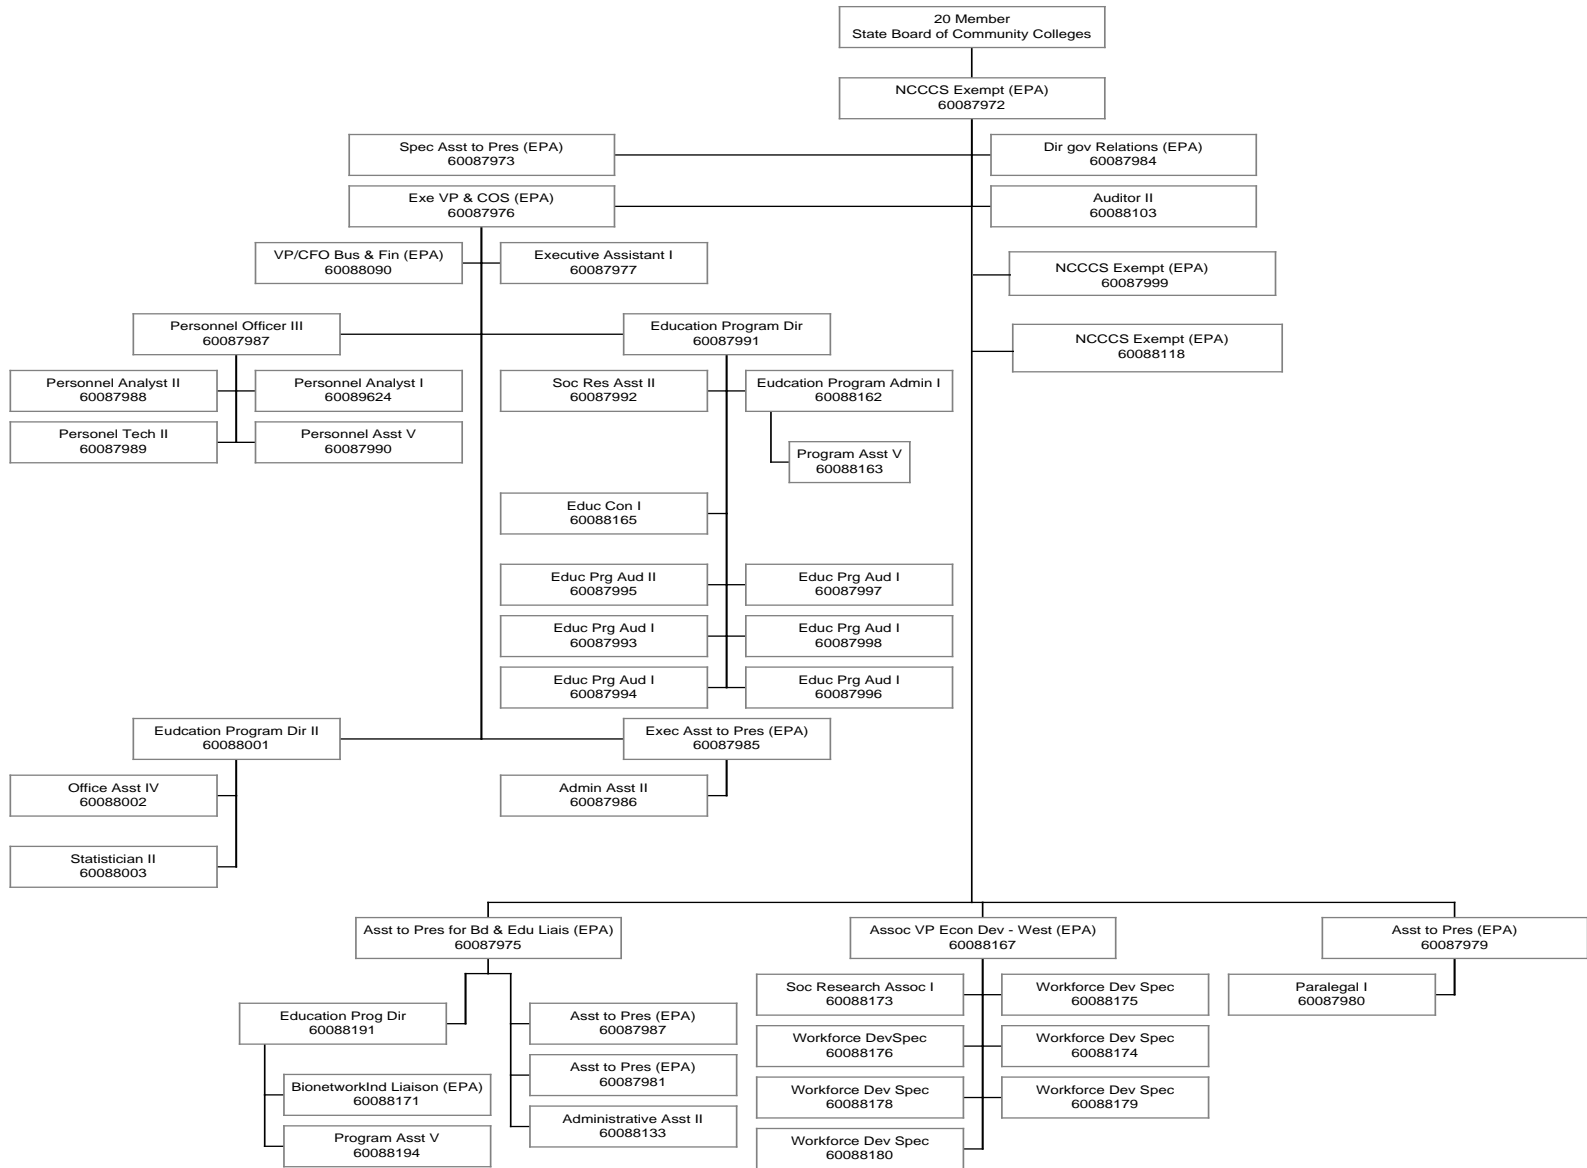 20 Member
State Board of Community Colleges
NCCCS Exempt (EPA)
60087972
Spec Asst to Pres (EPA)
60087973
Dir gov Relations (EPA)
60087984
Exe VP & COS (EPA)
60087976
Auditor II
60088103
VP/CFO Bus & Fin (EPA)
60088090
Executive Assistant I
60087977
NCCCS Exempt (EPA)
60087999
Personnel Officer III
60087987
Education Program Dir
60087991
NCCCS Exempt (EPA)
60088118
Personnel Analyst II
60087988
Personnel Analyst I
60089624
Soc Res Asst II
60087992
Eudcation Program Admin I
60088162
Personel Tech II
60087989
Personnel Asst V
60087990
Program Asst V
60088163
Educ Con I
60088165
Educ Prg Aud II
60087995
Educ Prg Aud I
60087997
Educ Prg Aud I
60087993
Educ Prg Aud I
60087998
Educ Prg Aud I
60087994
Educ Prg Aud I
60087996
Eudcation Program Dir II
60088001
Exec Asst to Pres (EPA)
60087985
Office Asst IV
60088002
Admin Asst II
60087986
Statistician II
60088003
Asst to Pres for Bd & Edu Liais (EPA)
60087975
Assoc VP Econ Dev - West (EPA)
60088167
Asst to Pres (EPA)
60087979
Education Prog Dir
60088191
Asst to Pres (EPA)
60087987
Soc Research Assoc I
60088173
Workforce Dev Spec
60088175
Paralegal I
60087980
Workforce DevSpec
60088176
Workforce Dev Spec
60088174
BionetworkInd Liaison (EPA)
60088171
Asst to Pres (EPA)
60087981
Workforce Dev Spec
60088178
Workforce Dev Spec
60088179
Program Asst V
60088194
Administrative Asst II
60088133
Workforce Dev Spec
60088180